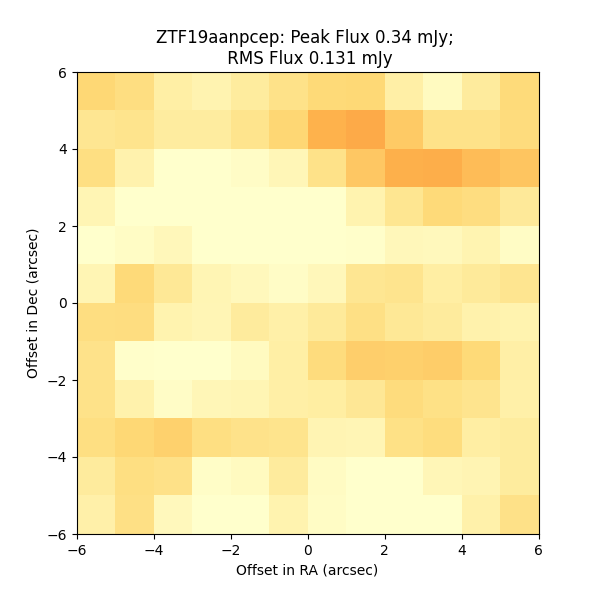 ZTF19aanpcep: Peak Flux 0.34 mJy;
RMS Flux 0.131 mJy
6
4
2
0
−2
−4
−6
Offset in Dec (arcsec)
−6 −4 −2 0 2 4 6
Offset in RA (arcsec)